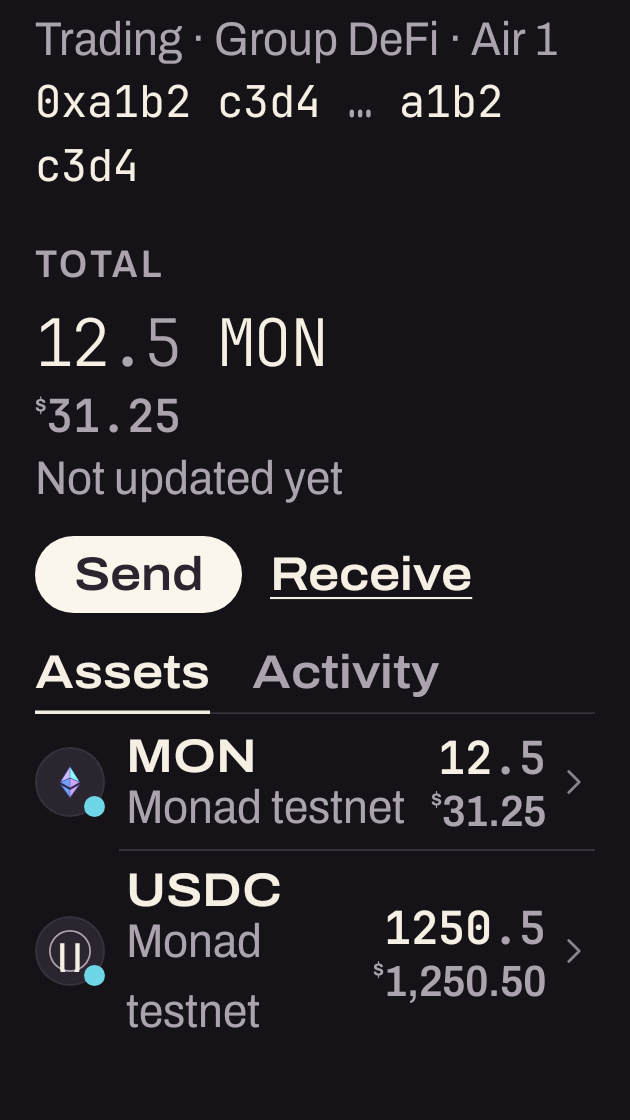 Trading · Group DeFi · Air 1
0xa1b2 c3d4 … a1b2
c3d4
TOTAL
12.5 MON
$31.25
Not updated yet
Send Receive
Assets Activity
MON 12.5
Monad testnet $31.25
USDC
Monad 1250.5
testnet $1,250.50